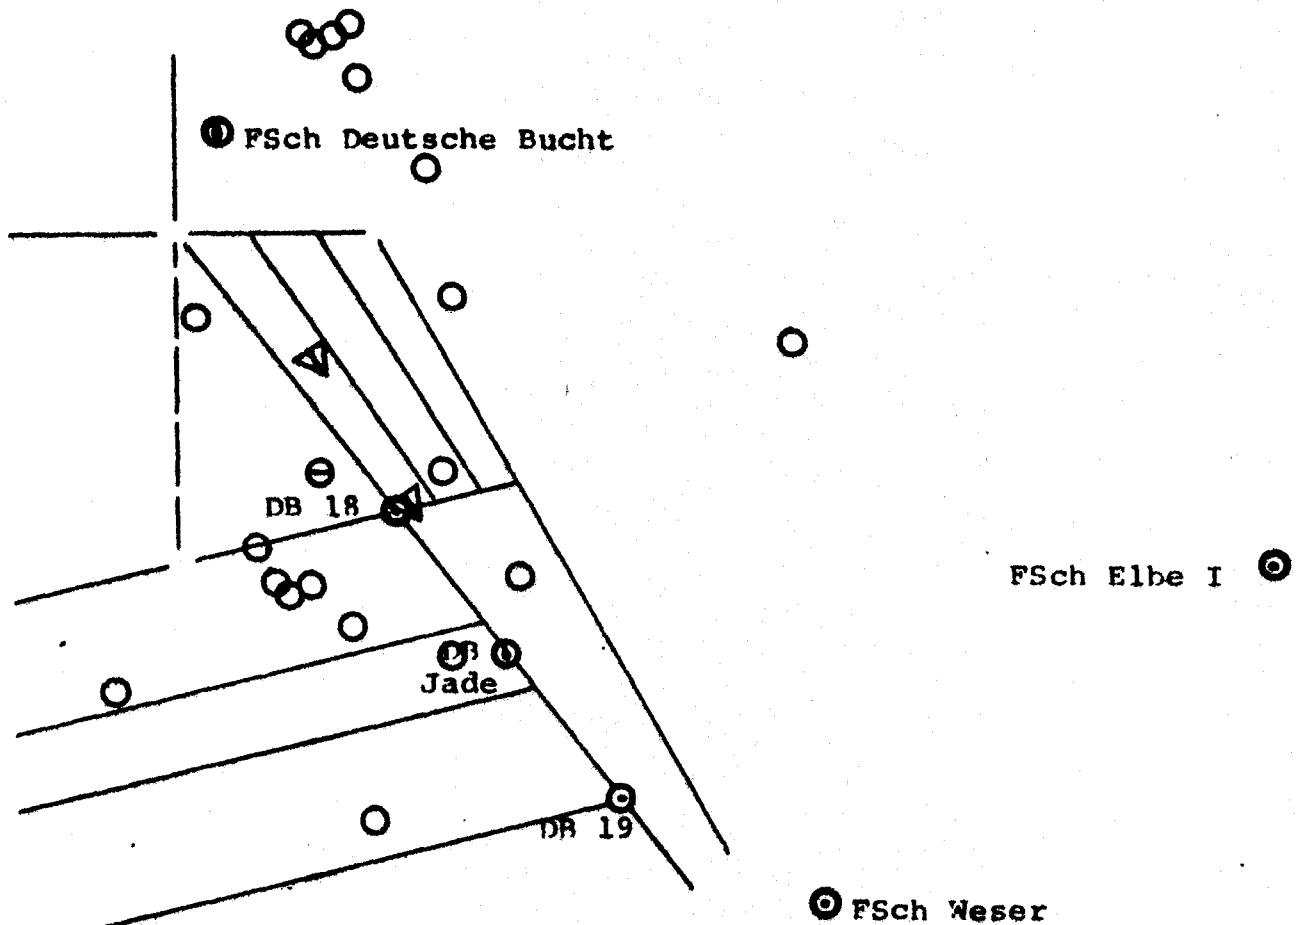 FSch Deutsche Bucht
DB 18
FSch Elbe I
DB
Jade
DB 19
FSch Weser